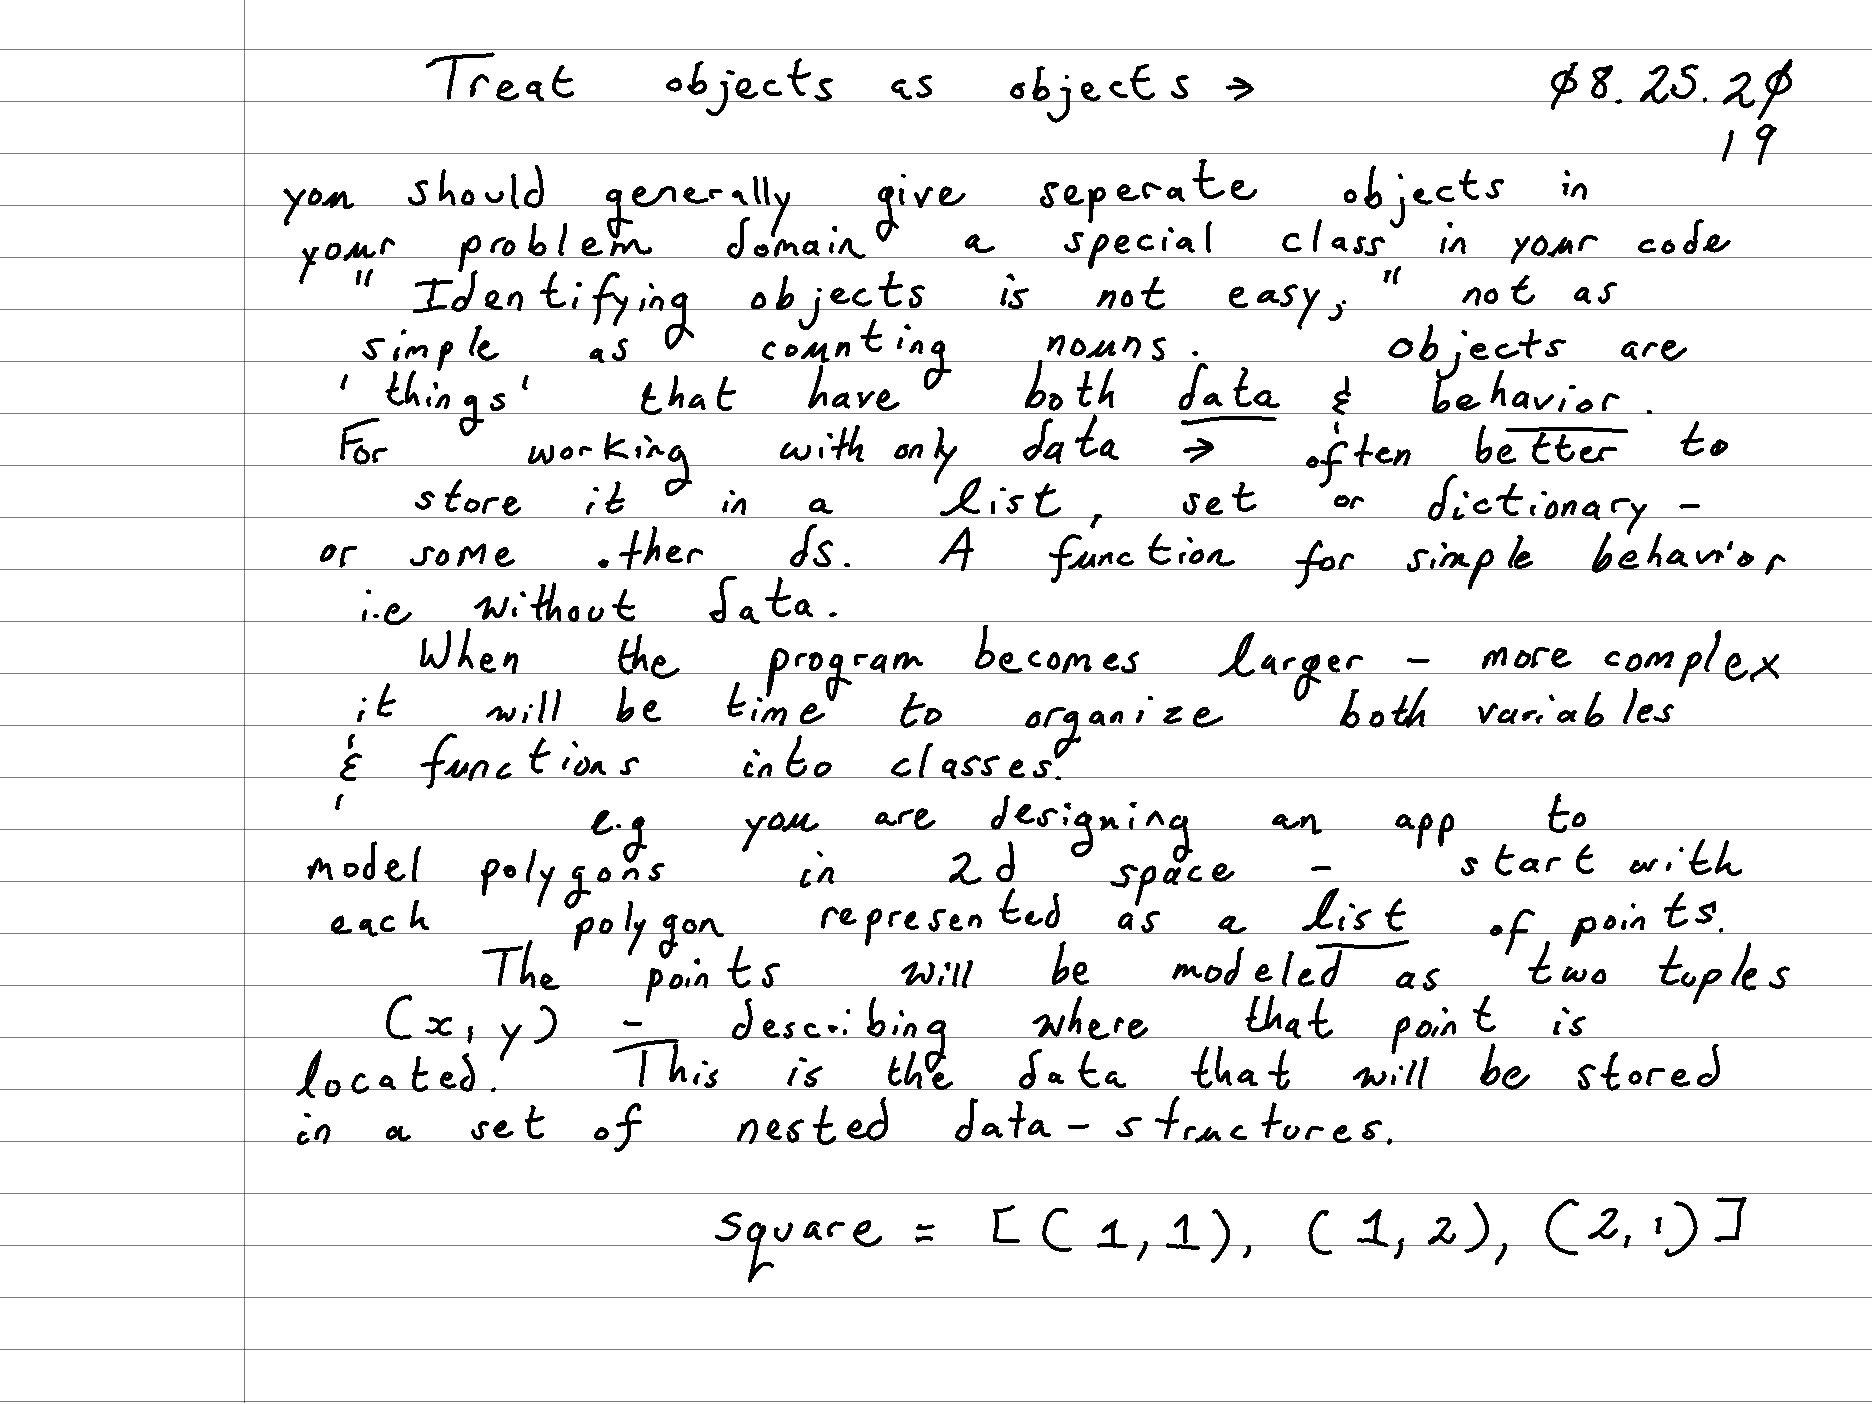 Treat objects as objects → 08.25.20
19
you should generally give seperate objects in
your problem domain a special class in your code
"Identifying objects is not easy," not as
simple as counting nouns. objects are
'things' that have both data & behavior.
For working with only data → often better to
store it in a list, set or dictionary -
or some other ds. A function for simple behavior
i.e without data.
When the program becomes larger - more complex
it will be time to organize both variables
& functions into classes.
e.g you are designing an app to
model polygons in 2d space - start with
each polygon represented as a list of points.
The points will be modeled as two tuples
(x, y) - describing where that point is
located. This is the data that will be stored
in a set of nested data-structures.
square = [(1,1), (1,2), (2,1)]